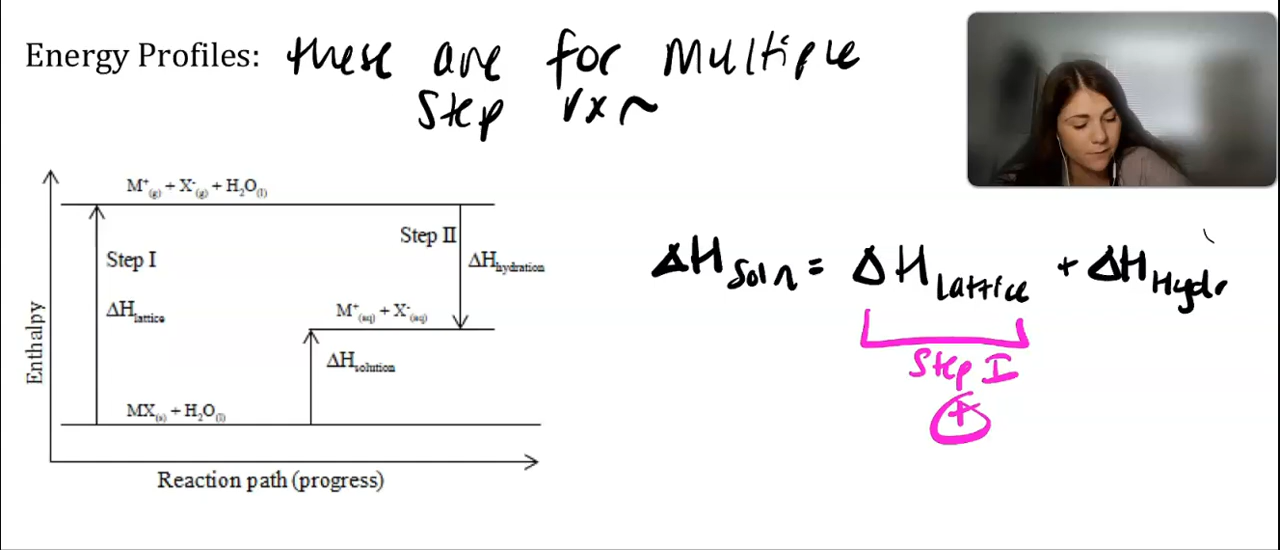 Energy Profiles: these are for Multiple
Step rxn
M⁺(g) + X⁻(g) + H₂O(l)
Step I
ΔHlattice
Step II
ΔHhydration
M⁺(aq) + X⁻(aq)
ΔHsolution
MX(s) + H₂O(l)
Enthalpy
Reaction path (progress)
ΔHSoln = ΔHLattice + ΔHHydr
Step I
+